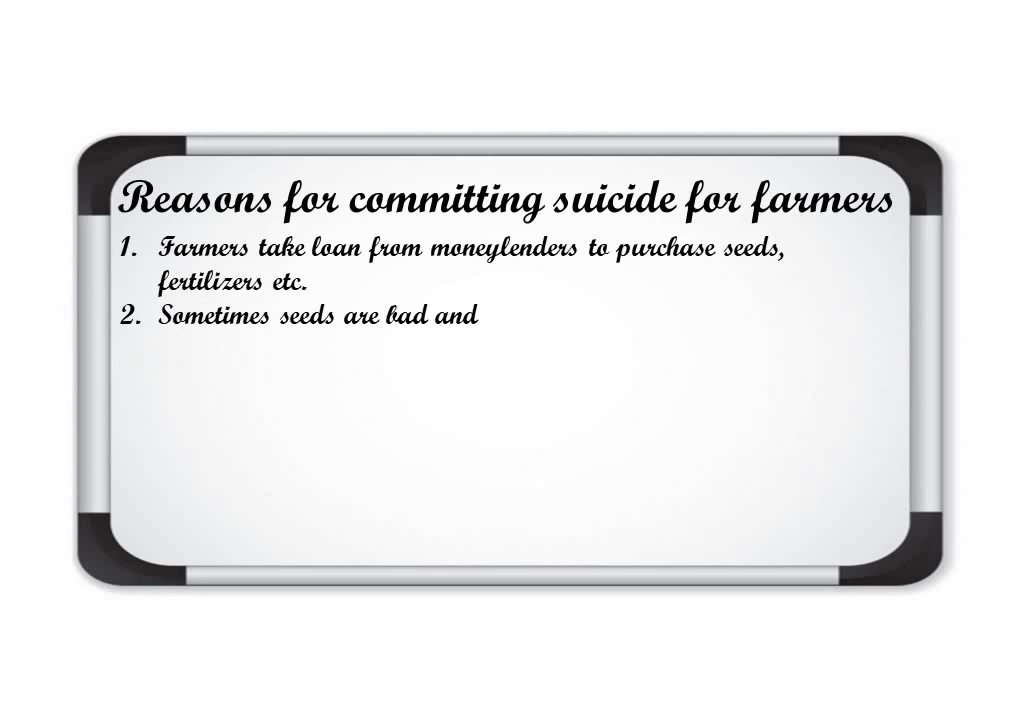 Reasons for committing suicide for farmers
1. Farmers take loan from moneylenders to purchase seeds,
fertilizers etc.
2. Sometimes seeds are bad and